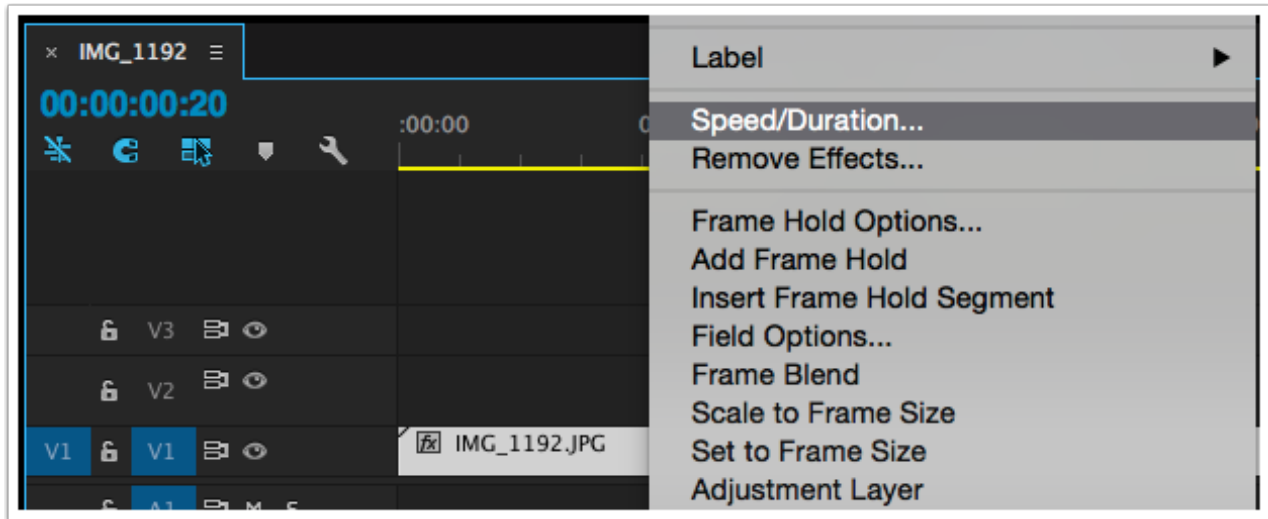 × IMG_1192 ≡
00:00:00:20
:00:00
V3
V2
V1 V1
fx IMG_1192.JPG
A1 M S
Label
Speed/Duration...
Remove Effects...
Frame Hold Options...
Add Frame Hold
Insert Frame Hold Segment
Field Options...
Frame Blend
Scale to Frame Size
Set to Frame Size
Adjustment Layer